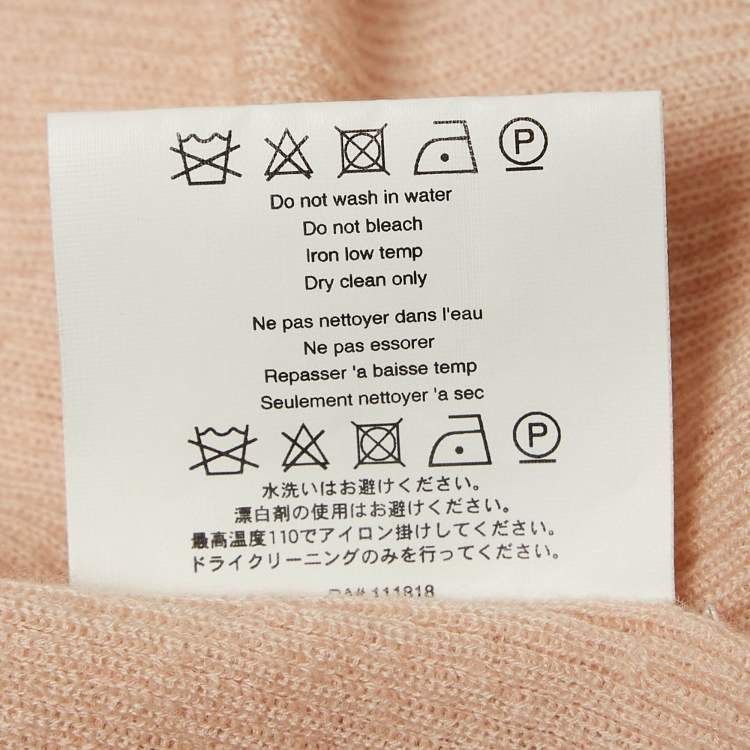 P
Do not wash in water
Do not bleach
Iron low temp
Dry clean only
Ne pas nettoyer dans l'eau
Ne pas essorer
Repasser 'a baisse temp
Seulement nettoyer 'a sec
P
水洗いはお避けください。
漂白剤の使用はお避けください。
最高温度110でアイロン掛けしてください。
ドライクリーニングのみを行ってください。
111818